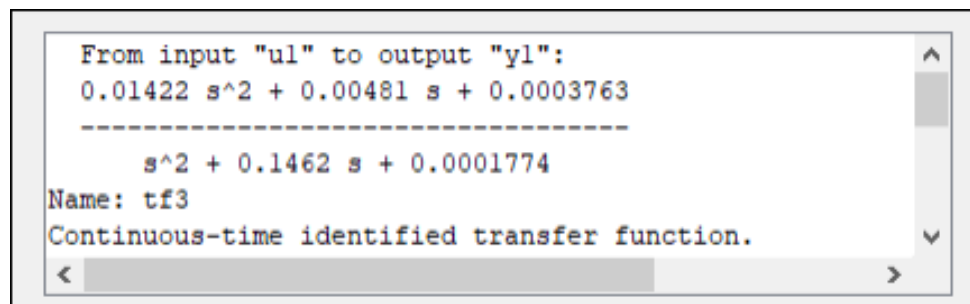 From input "u1" to output "y1":
0.01422 s^2 + 0.00481 s + 0.0003763
-----------------------------------
s^2 + 0.1462 s + 0.0001774
Name: tf3
Continuous-time identified transfer function.